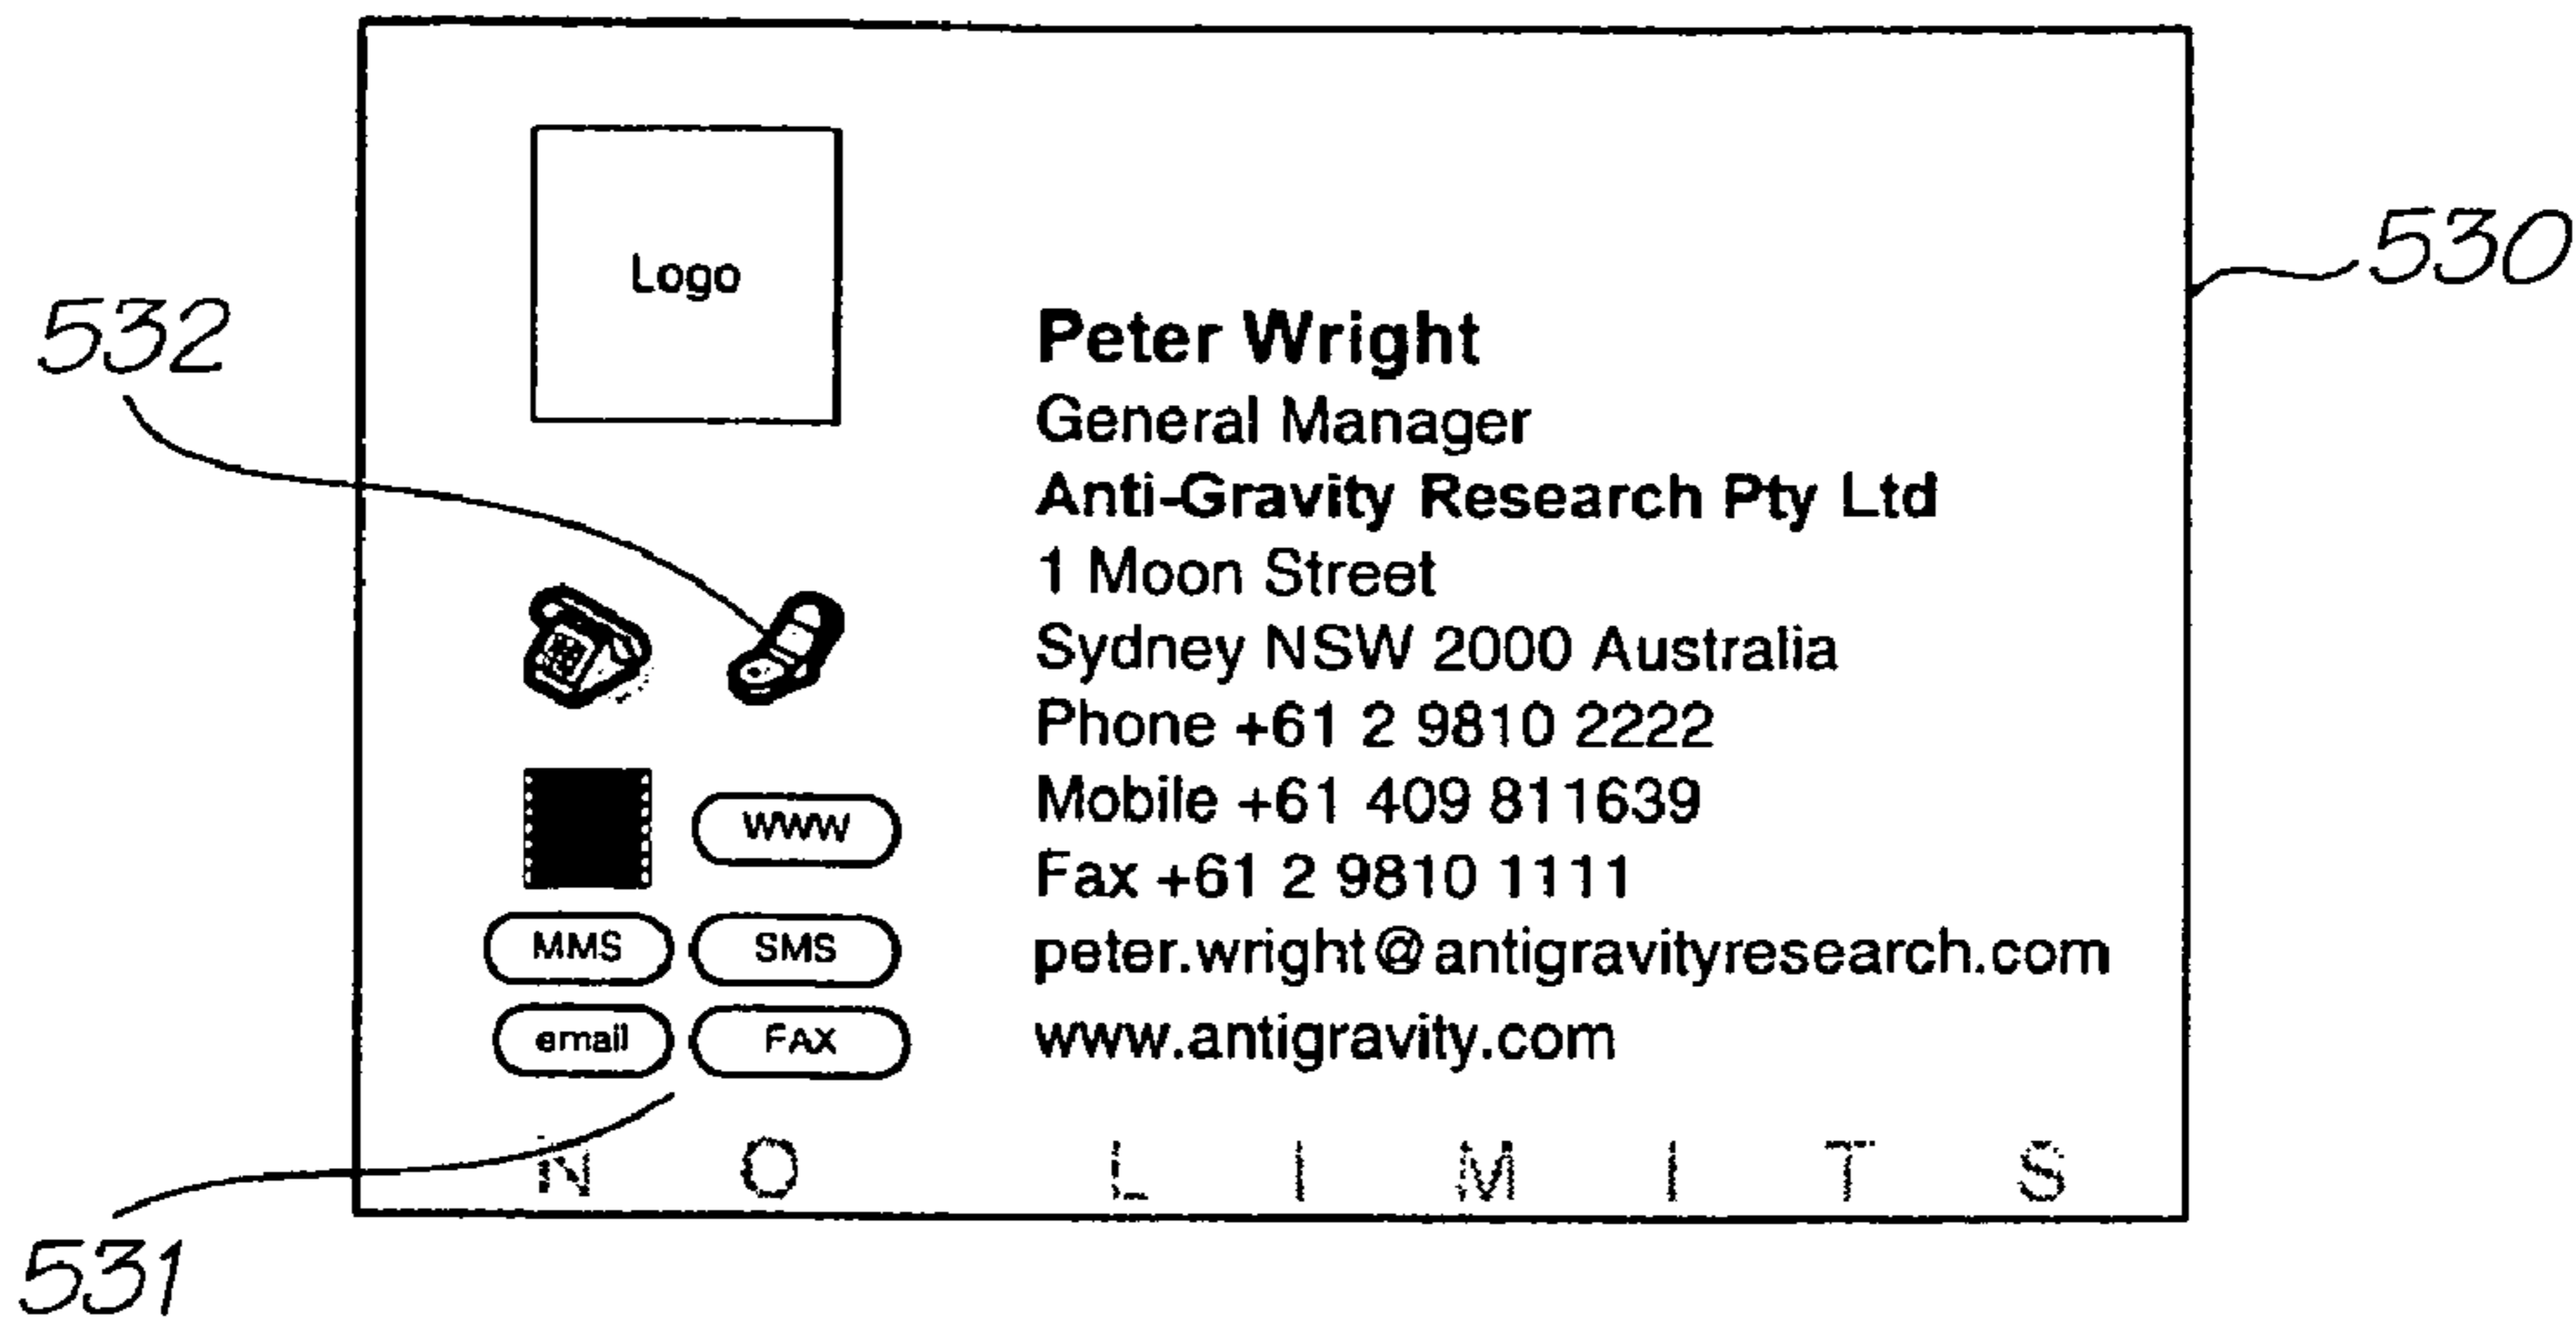 530
532
Logo
Peter Wright
General Manager
Anti-Gravity Research Pty Ltd
1 Moon Street
Sydney NSW 2000 Australia
Phone +61 2 9810 2222
Mobile +61 409 811639
Fax +61 2 9810 1111
peter.wright@antigravityresearch.com
www.antigravity.com
WWW
MMS SMS
email FAX
NO LIMITS
531